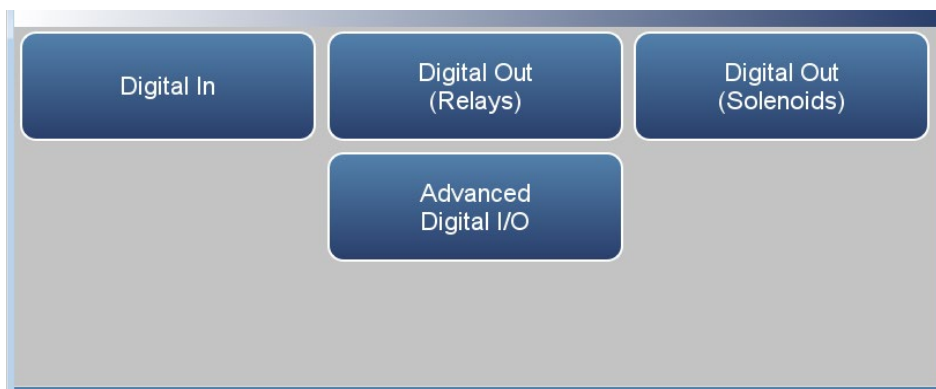 Digital In
Digital Out
(Relays)
Digital Out
(Solenoids)
Advanced
Digital I/O